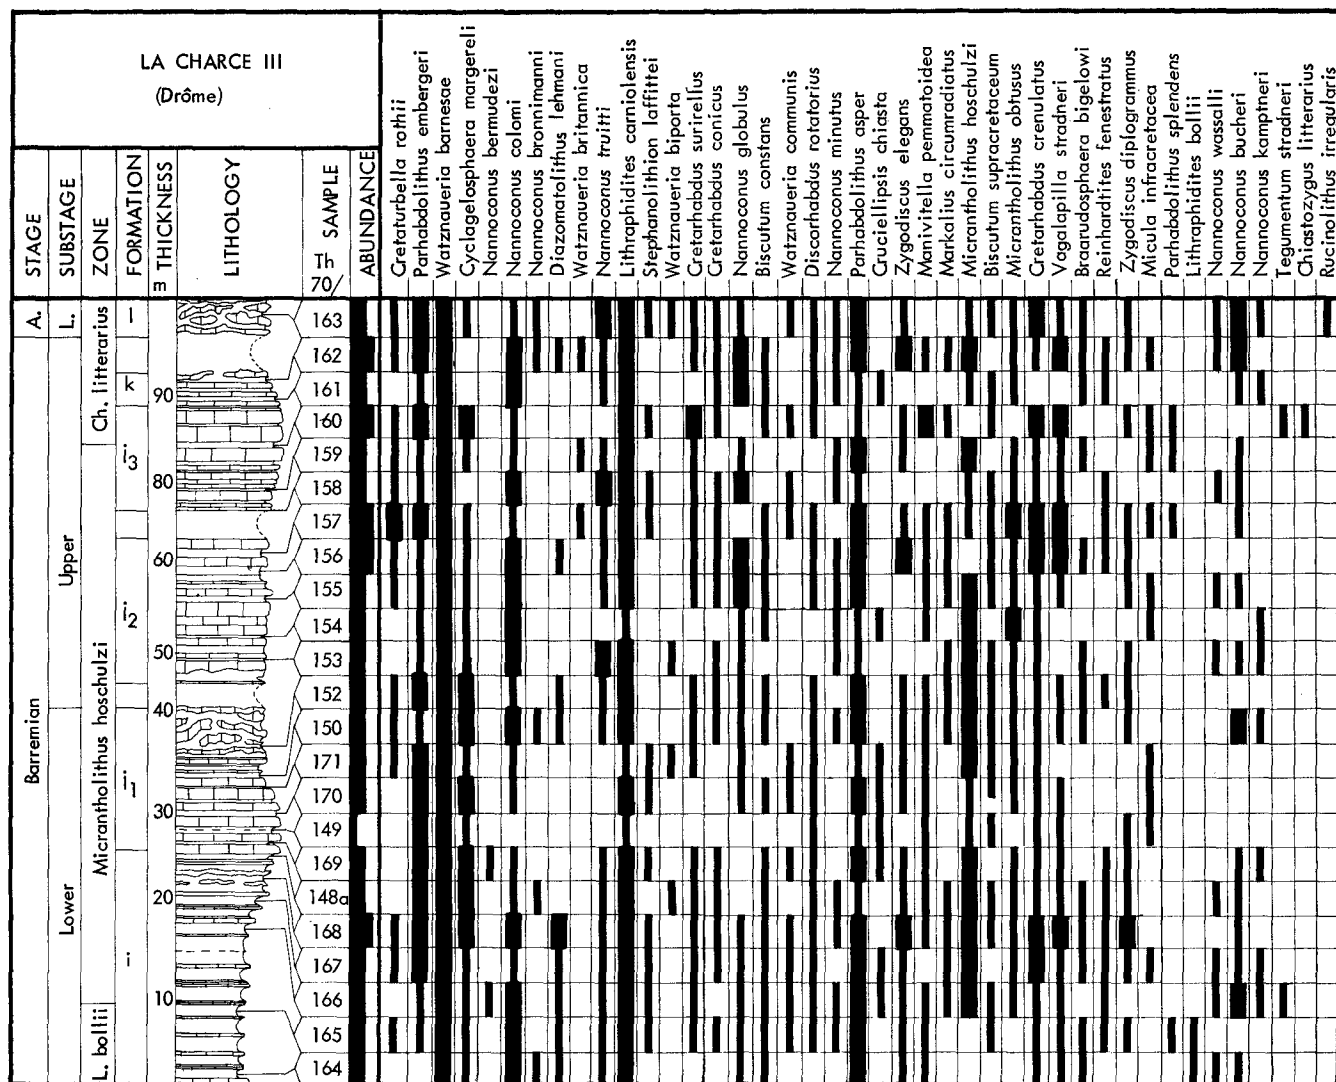 LA CHARCE III
(Drôme)
STAGE
SUBSTAGE
ZONE
FORMATION
THICKNESS
m
LITHOLOGY
SAMPLE
Th
70/
ABUNDANCE
Cretaturbella rothii
Parhabdolithus embergeri
Watznaueria barnesae
Cyclagelosphaera margereli
Nannoconus bermudezi
Nannoconus colomi
Nannoconus bronnimanni
Diazomatolithus lehmani
Watznaueria britannica
Nannoconus truitti
Lithraphidites carniolensis
Stephanolithion laffittei
Watznaueria biporta
Cretarhabdus surirellus
Cretarhabdus conicus
Nannoconus globulus
Biscutum constans
Watznaueria communis
Discorhabdus rotatorius
Nannoconus minutus
Parhabdolithus asper
Cruciellipsis chiasta
Zygodiscus elegans
Manivitella pemmatoidea
Markalius circumradiatus
Micrantholithus hoschulzi
Biscutum supracretaceum
Micrantholithus obtusus
Cretarhabdus crenulatus
Vagalapilla stradneri
Braarudosphaera bigelowi
Reinhardtites fenestratus
Zygodiscus diplogrammus
Micula infracretacea
Parhabdolithus splendens
Lithraphidites bollii
Nannoconus wassalli
Nannoconus bucheri
Nannoconus kamptneri
Tegumentum stradneri
Chiastozygus litterarius
Rucinolithus irregularis
A.
Barremian
L.
Upper
Lower
Ch. litterarius
Micrantholithus hoschulzi
L. bollii
l
k
i3
i2
i1
i
90
80
60
50
40
30
20
10
163
162
161
160
159
158
157
156
155
154
153
152
150
171
170
149
169
148a
168
167
166
165
164